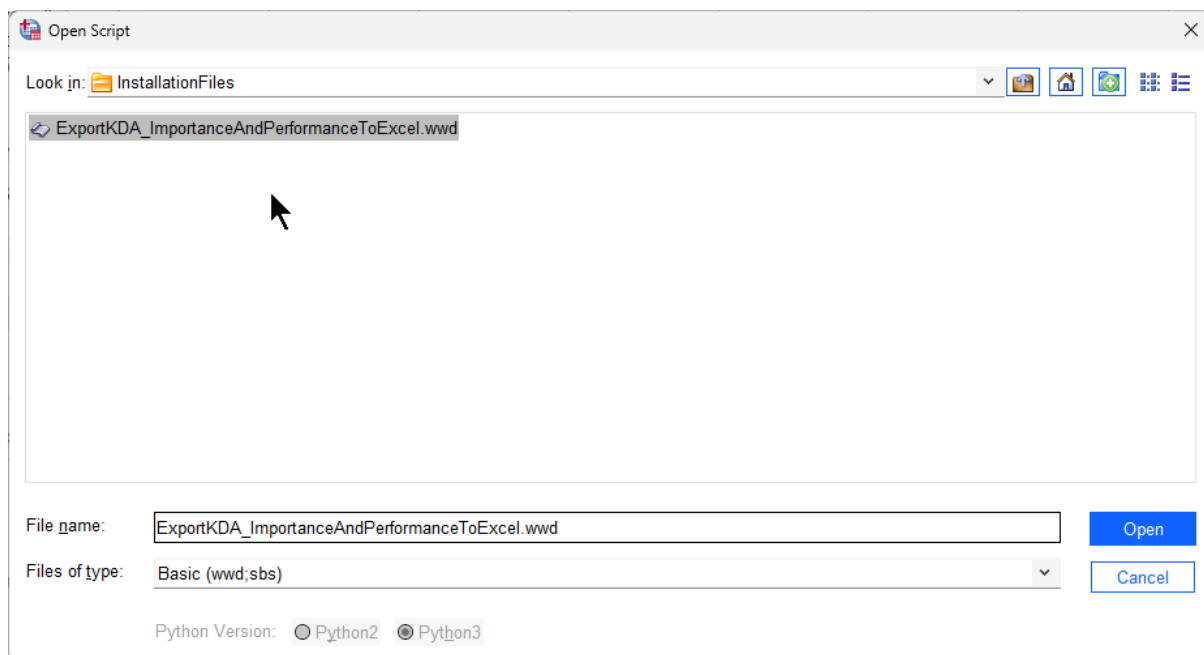 Open Script
Look in: InstallationFiles
ExportKDA_ImportanceAndPerformanceToExcel.wwd
File name: ExportKDA_ImportanceAndPerformanceToExcel.wwd Open
Files of type: Basic (wwd;sbs) Cancel
Python Version: Python2 Python3